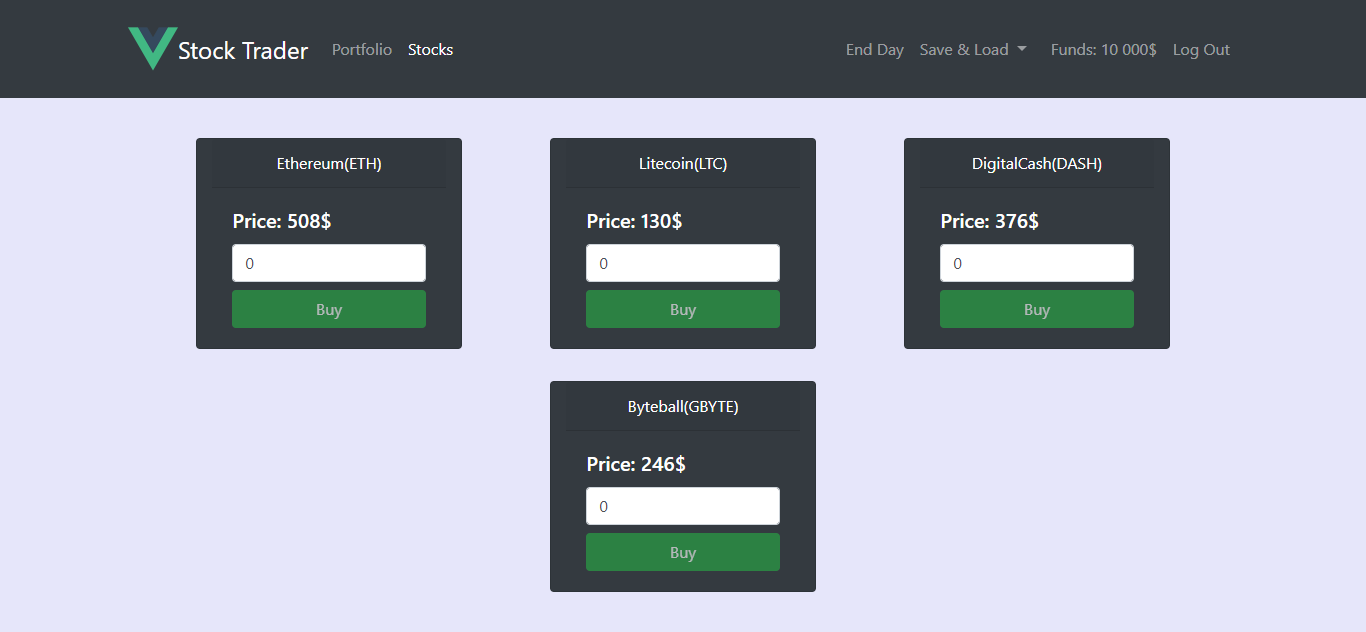 Stock Trader Portfolio Stocks End Day Save & Load Funds: 10 000$ Log Out
Ethereum(ETH)
Price: 508$
0
Buy
Litecoin(LTC)
Price: 130$
0
Buy
DigitalCash(DASH)
Price: 376$
0
Buy
Byteball(GBYTE)
Price: 246$
0
Buy